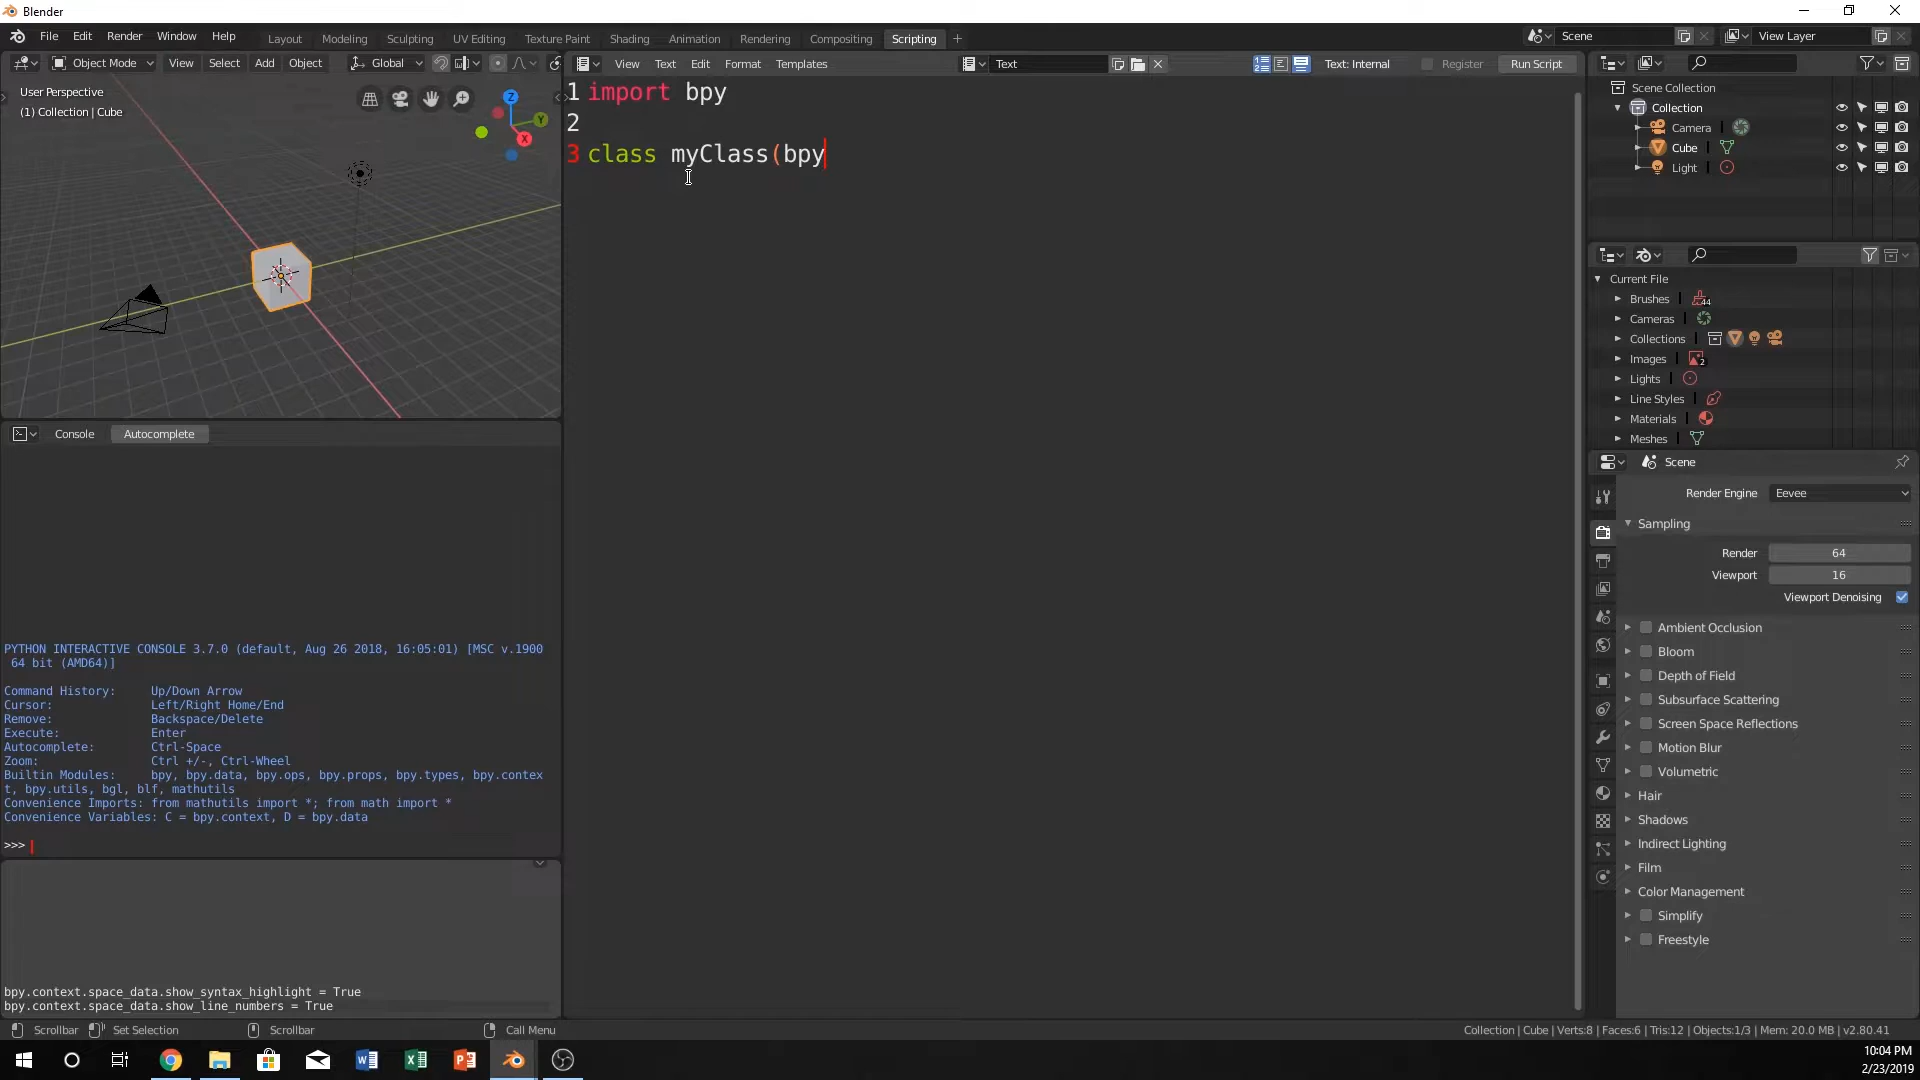 Blender
File Edit Render Window Help
Layout Modeling Sculpting UV Editing Texture Paint Shading Animation Rendering Compositing Scripting +
Scene View Layer
Object Mode View Select Add Object Global
View Text Edit Format Templates Text Text: Internal Register Run Script
User Perspective
(1) Collection | Cube
Z
Y
X
1 import bpy
2
3 class myClass(bpy
Scene Collection
Collection
Camera
Cube
Light
Current File
Brushes 44
Cameras
Collections
Images 2
Lights
Line Styles
Materials
Meshes
Console Autocomplete
PYTHON INTERACTIVE CONSOLE 3.7.0 (default, Aug 26 2018, 16:05:01) [MSC v.1900
64 bit (AMD64)]
Command History: Up/Down Arrow
Cursor: Left/Right Home/End
Remove: Backspace/Delete
Execute: Enter
Autocomplete: Ctrl-Space
Zoom: Ctrl +/-, Ctrl-Wheel
Builtin Modules: bpy, bpy.data, bpy.ops, bpy.props, bpy.types, bpy.contex
t, bpy.utils, bgl, blf, mathutils
Convenience Imports: from mathutils import *; from math import *
Convenience Variables: C = bpy.context, D = bpy.data
>>>
bpy.context.space_data.show_syntax_highlight = True
bpy.context.space_data.show_line_numbers = True
Scene
Render Engine Eevee
Sampling
Render 64
Viewport 16
Viewport Denoising
Ambient Occlusion
Bloom
Depth of Field
Subsurface Scattering
Screen Space Reflections
Motion Blur
Volumetric
Hair
Shadows
Indirect Lighting
Film
Color Management
Simplify
Freestyle
Scrollbar Set Selection Scrollbar Call Menu
Collection | Cube | Verts:8 | Faces:6 | Tris:12 | Objects:1/3 | Mem: 20.0 MB | v2.80.41
10:04 PM
2/23/2019